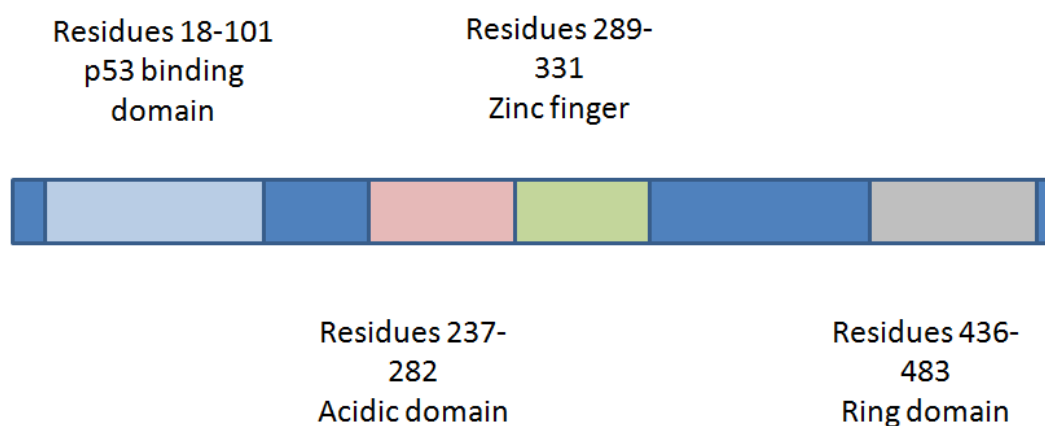 Residues 18-101
p53 binding
domain
Residues 289-
331
Zinc finger
Residues 237-
282
Acidic domain
Residues 436-
483
Ring domain